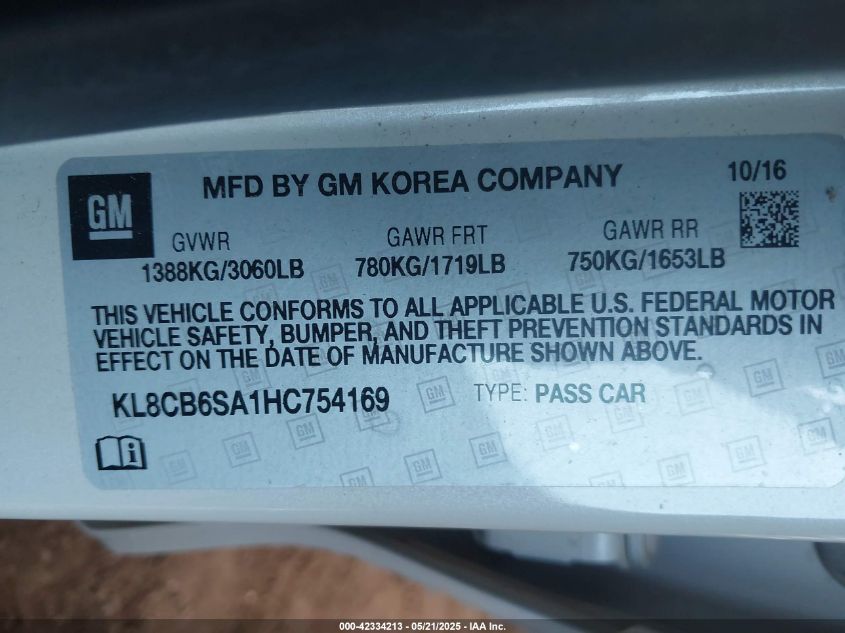 GM
MFD BY GM KOREA COMPANY
10/16
GVWR
GAWR FRT
GAWR RR
1388KG/3060LB
780KG/1719LB
750KG/1653LB
THIS VEHICLE CONFORMS TO ALL APPLICABLE U.S. FEDERAL MOTOR
VEHICLE SAFETY, BUMPER, AND THEFT PREVENTION STANDARDS IN
EFFECT ON THE DATE OF MANUFACTURE SHOWN ABOVE.
KL8CB6SA1HC754169
TYPE: PASS CAR
000-42334213 - 05/21/2025 - IAA Inc.